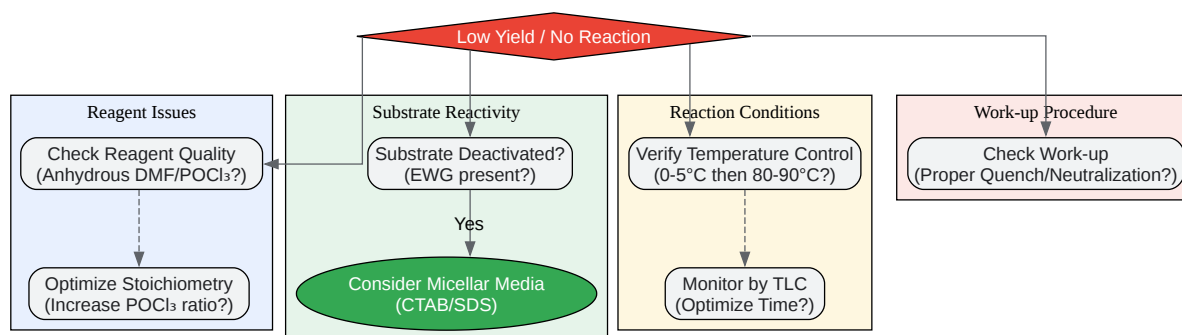 Low Yield / No Reaction
Reagent Issues
Check Reagent Quality
(Anhydrous DMF/POCl₃?)
Optimize Stoichiometry
(Increase POCl₃ ratio?)
Substrate Reactivity
Substrate Deactivated?
(EWG present?)
Yes
Consider Micellar Media
(CTAB/SDS)
Reaction Conditions
Verify Temperature Control
(0-5°C then 80-90°C?)
Monitor by TLC
(Optimize Time?)
Work-up Procedure
Check Work-up
(Proper Quench/Neutralization?)